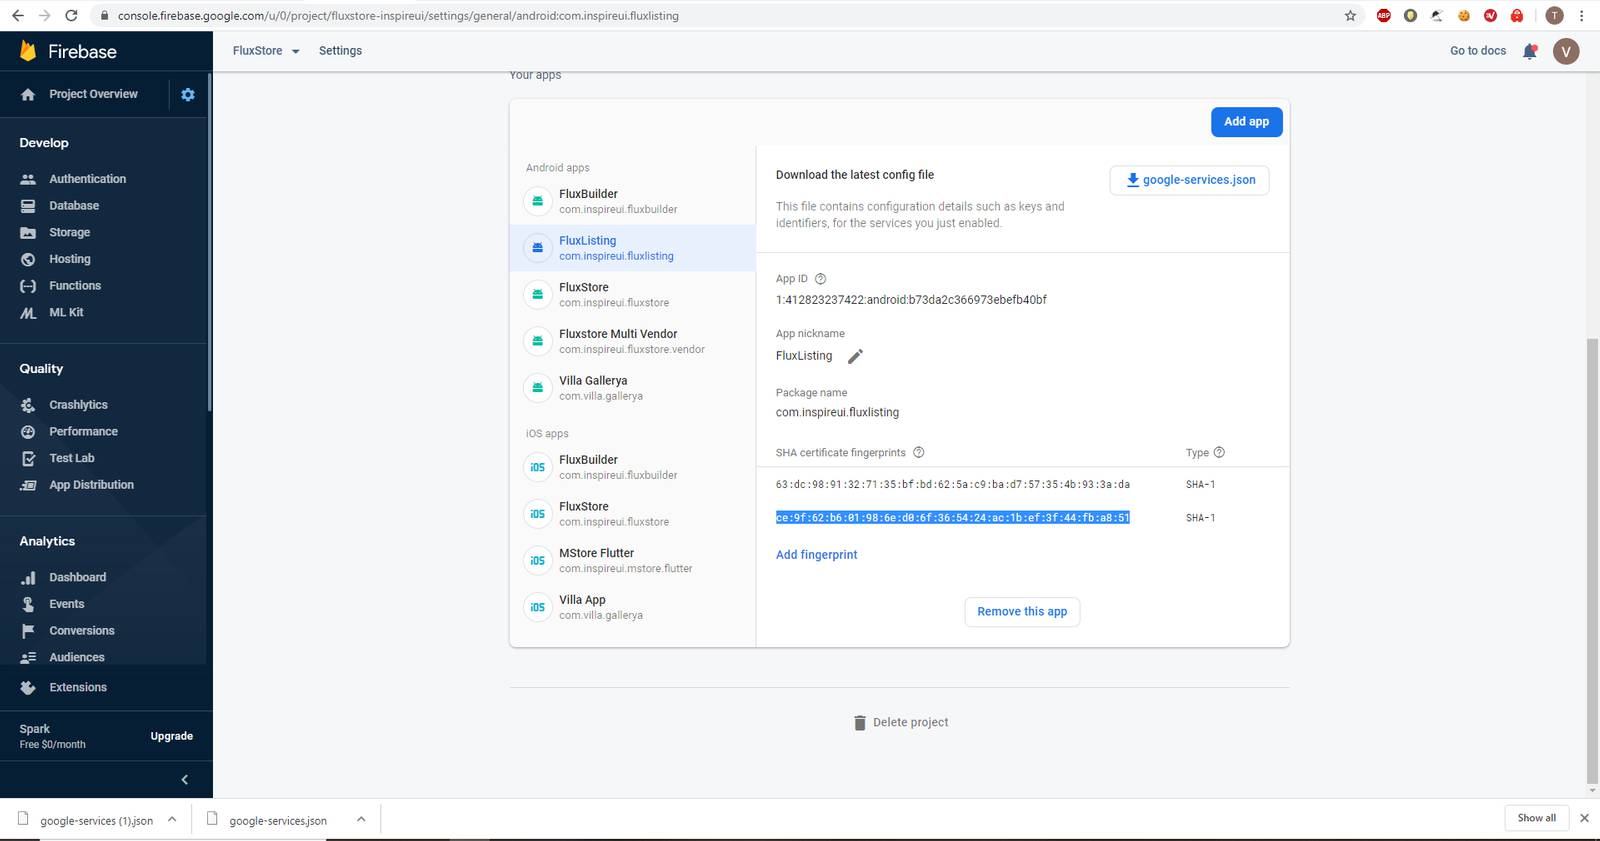 console.firebase.google.com/u/0/project/fluxstore-inspireui/settings/general/android:com.inspireui.fluxlisting
ABP
T
Firebase
FluxStore
Settings
Go to docs
V
Project Overview
Develop
Authentication
Database
Storage
Hosting
Functions
ML Kit
Quality
Crashlytics
Performance
Test Lab
App Distribution
Analytics
Dashboard
Events
Conversions
Audiences
Extensions
Spark
Free $0/month
Upgrade
Your apps
Add app
Android apps
FluxBuilder
com.inspireui.fluxbuilder
FluxListing
com.inspireui.fluxlisting
FluxStore
com.inspireui.fluxstore
Fluxstore Multi Vendor
com.inspireui.fluxstore.vendor
Villa Gallerya
com.villa.gallerya
iOS apps
iOS
FluxBuilder
com.inspireui.fluxbuilder
iOS
FluxStore
com.inspireui.fluxstore
iOS
MStore Flutter
com.inspireui.mstore.flutter
iOS
Villa App
com.villa.gallerya
Download the latest config file
google-services.json
This file contains configuration details such as keys and
identifiers, for the services you just enabled.
App ID
1:412823237422:android:b73da2c366973ebefb40bf
App nickname
FluxListing
Package name
com.inspireui.fluxlisting
SHA certificate fingerprints
Type
63:dc:98:91:32:71:35:bf:bd:62:5a:c9:ba:d7:57:35:4b:93:3a:da
SHA-1
ce:9f:62:b6:01:98:6e:d0:6f:36:54:24:ac:1b:ef:3f:44:fb:a8:51
SHA-1
Add fingerprint
Remove this app
Delete project
google-services (1).json
google-services.json
Show all